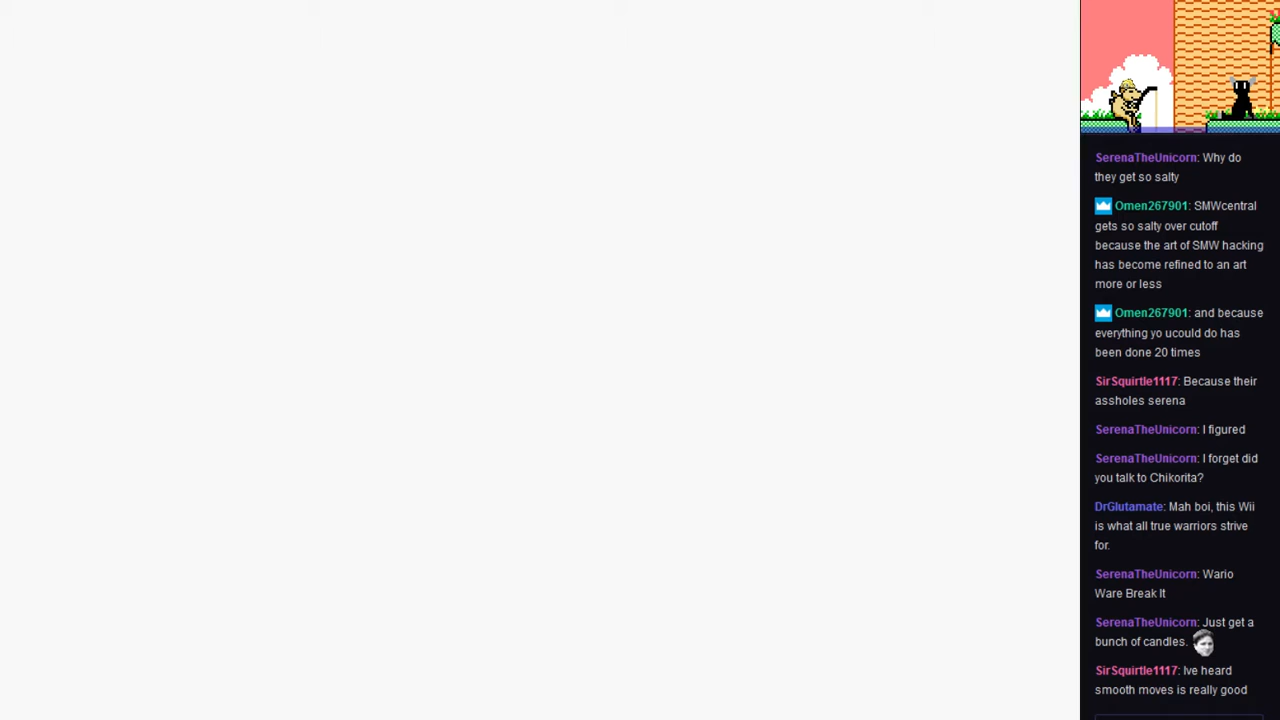 SerenaTheUnicorn: Why do
they get so salty
Omen267901: SMWcentral
gets so salty over cutoff
because the art of SMW hacking
has become refined to an art
more or less
Omen267901: and because
everything yo ucould do has
been done 20 times
SirSquirtle1117: Because their
assholes serena
SerenaTheUnicorn: I figured
SerenaTheUnicorn: I forget did
you talk to Chikorita?
DrGlutamate: Mah boi, this Wii
is what all true warriors strive
for.
SerenaTheUnicorn: Wario
Ware Break It
SerenaTheUnicorn: Just get a
bunch of candles.
SirSquirtle1117: Ive heard
smooth moves is really good